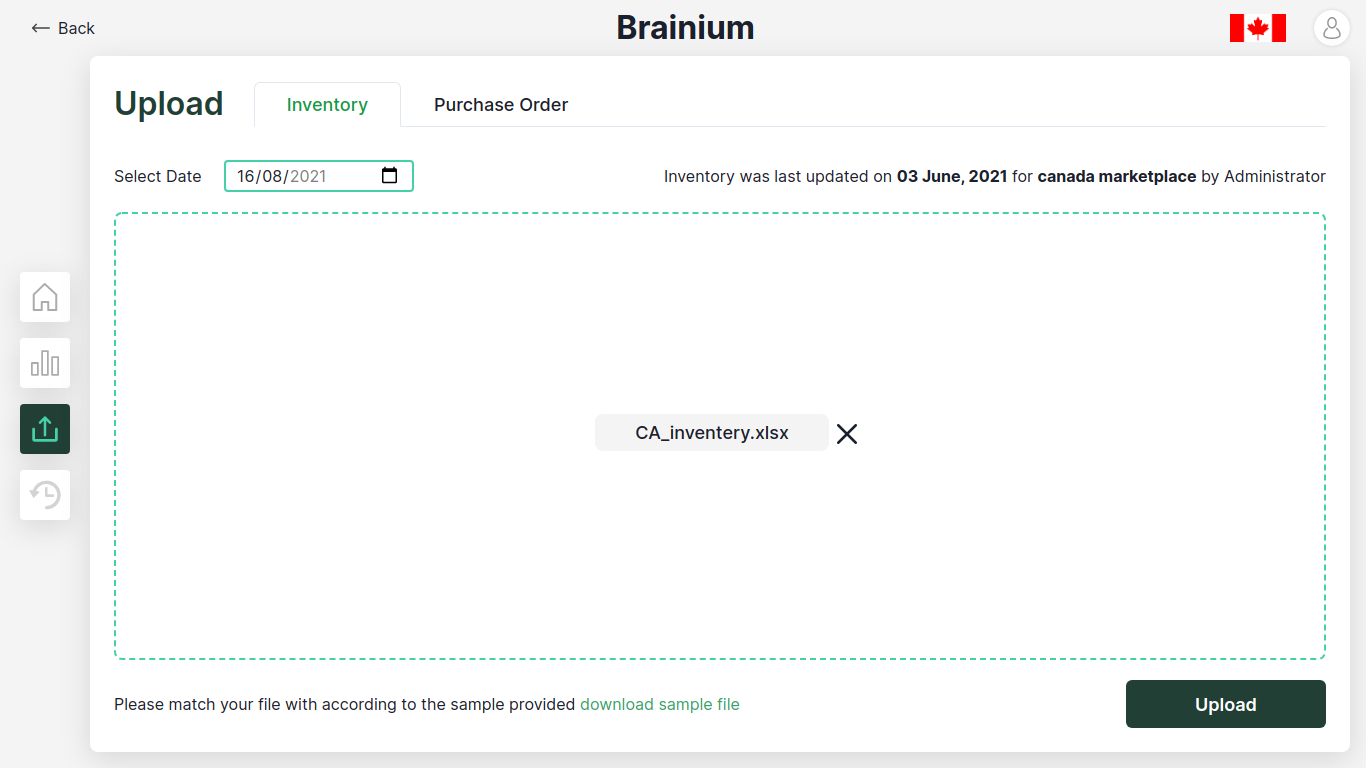 Back
Brainium
Upload
Inventory
Purchase Order
Select Date
16/08/2021
Inventory was last updated on 03 June, 2021 for canada marketplace by Administrator
CA_inventery.xlsx
Please match your file with according to the sample provided download sample file
Upload